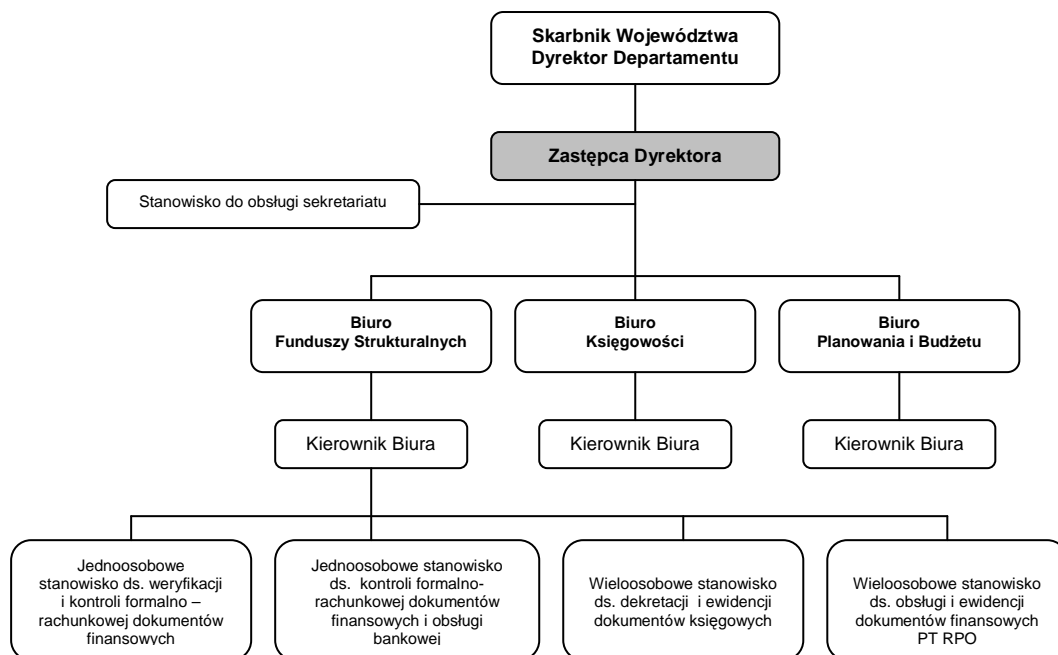 Skarbnik Województwa
Dyrektor Departamentu
Zastępca Dyrektora
Stanowisko do obsługi sekretariatu
Biuro
Funduszy Strukturalnych
Biuro
Księgowości
Biuro
Planowania i Budżetu
Kierownik Biura
Kierownik Biura
Kierownik Biura
Jednoosobowe
stanowisko ds. weryfikacji
i kontroli formalno –
rachunkowej dokumentów
finansowych
Jednoosobowe stanowisko
ds. kontroli formalno-
rachunkowej dokumentów
finansowych i obsługi
bankowej
Wieloosobowe stanowisko
ds. dekretacji i ewidencji
dokumentów księgowych
Wieloosobowe stanowisko
ds. obsługi i ewidencji
dokumentów finansowych
PT RPO